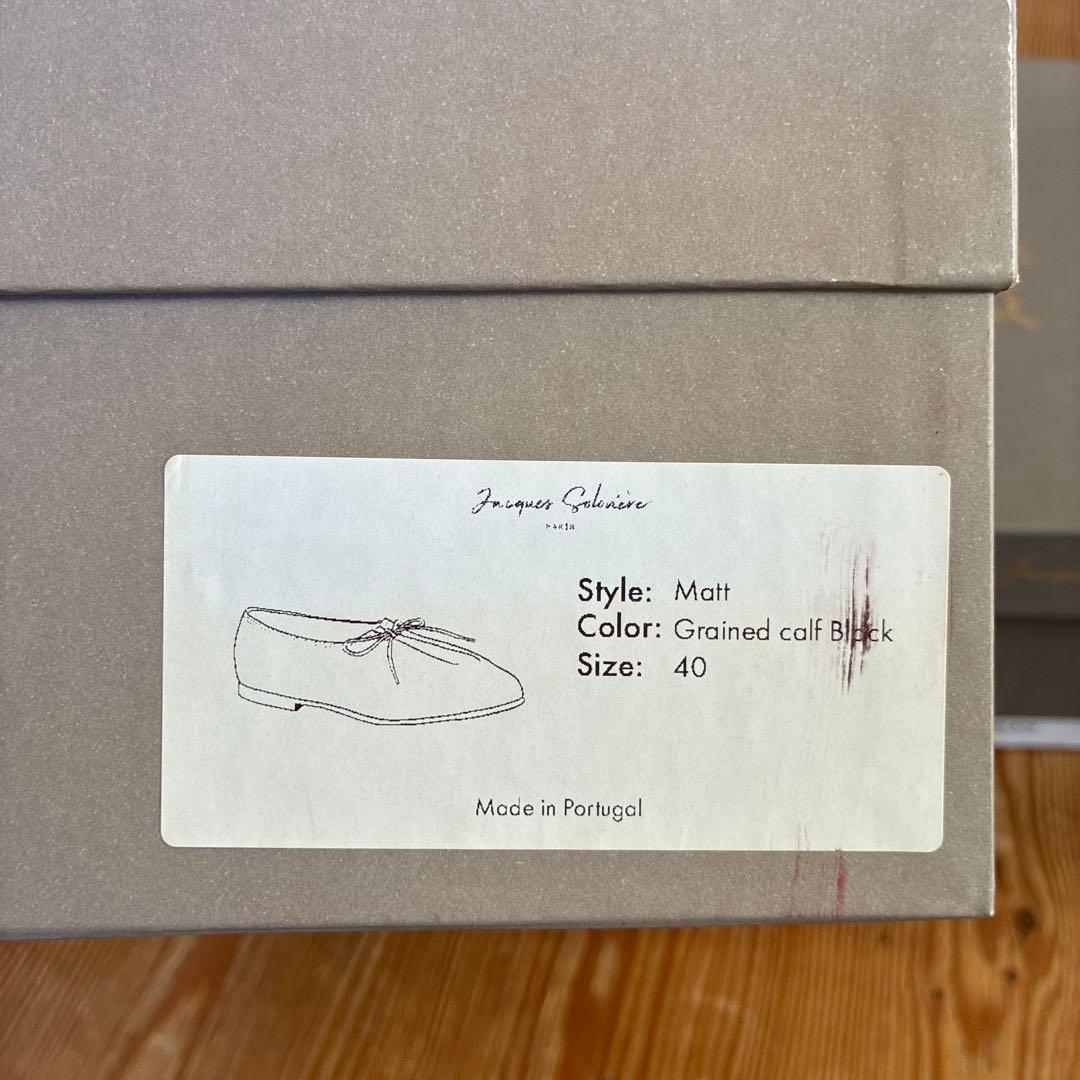 Jacques Solovière
PARIS
Style: Matt
Color: Grained calf Black
Size: 40
Made in Portugal